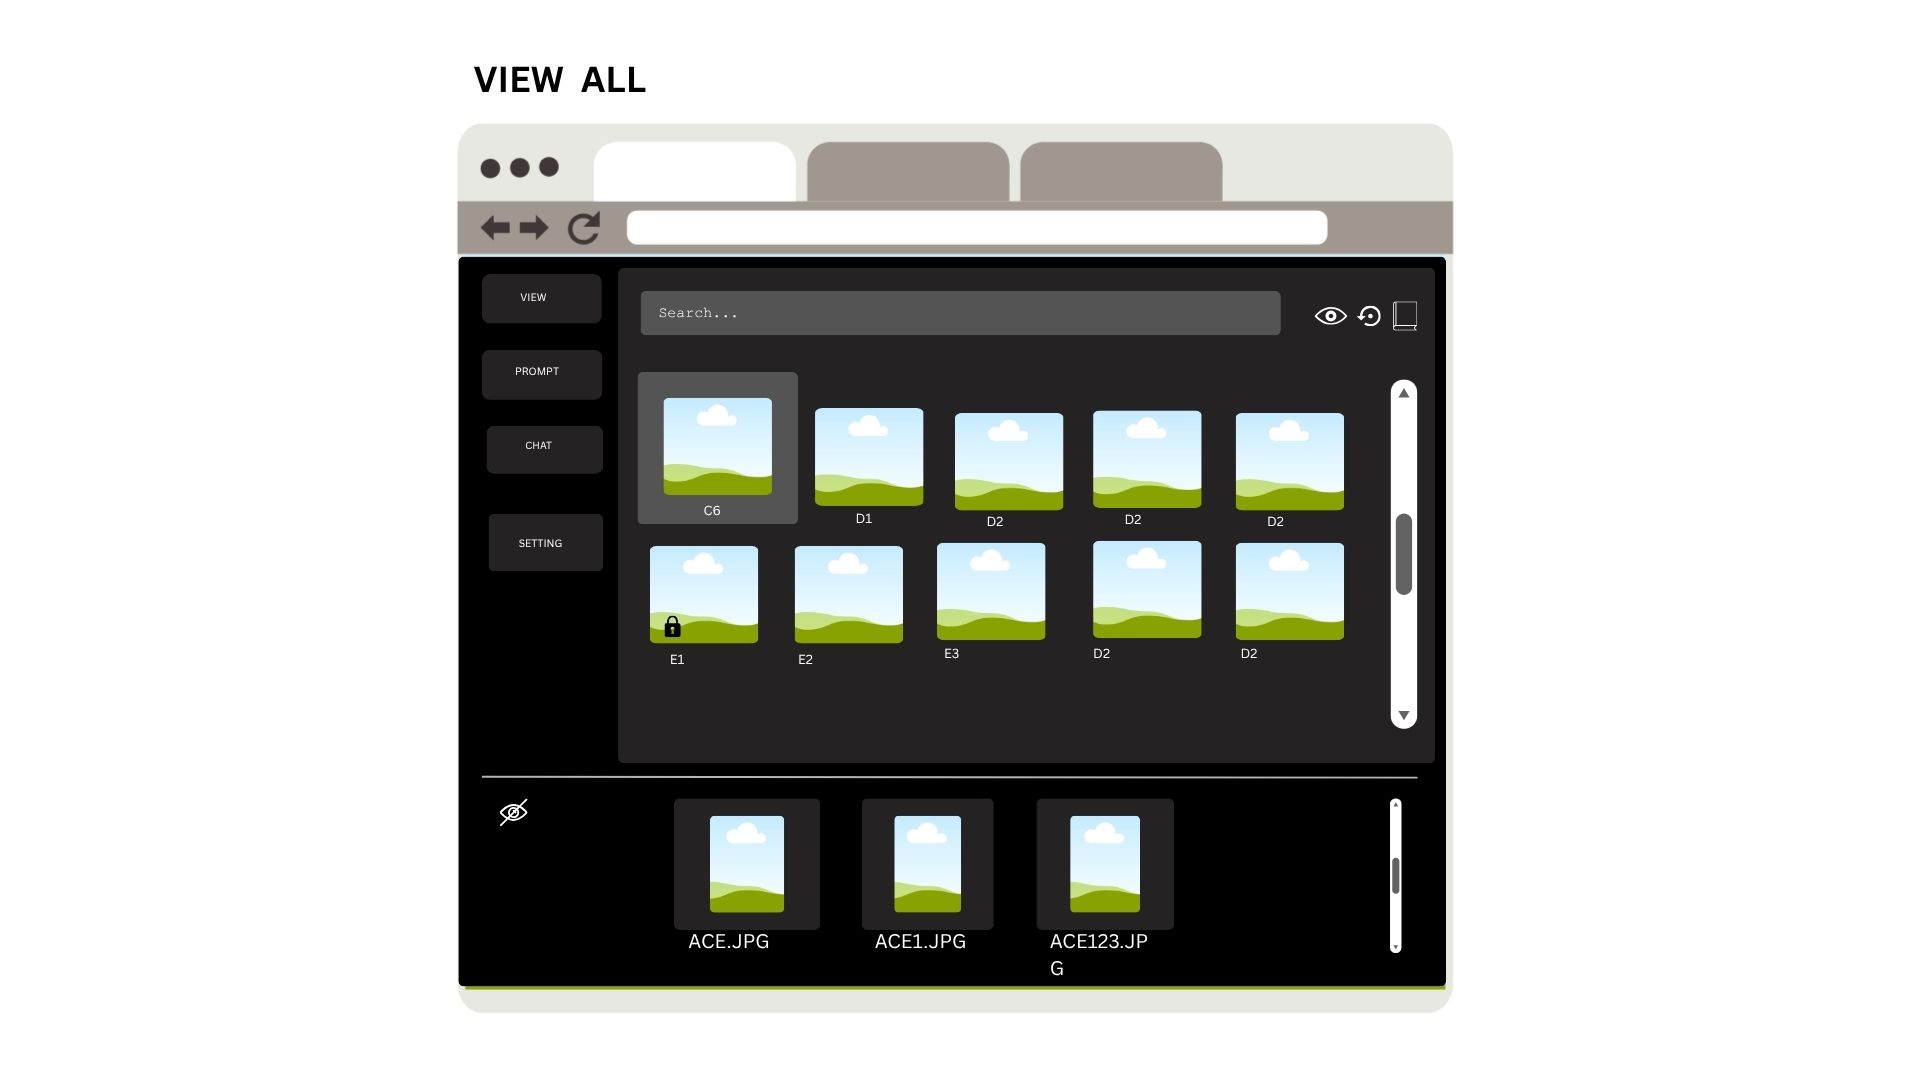 VIEW ALL
VIEW
PROMPT
CHAT
SETTING
Search...
C6
D1
D2
D2
D2
E1
E2
E3
D2
D2
ACE.JPG
ACE1.JPG
ACE123.JP
G